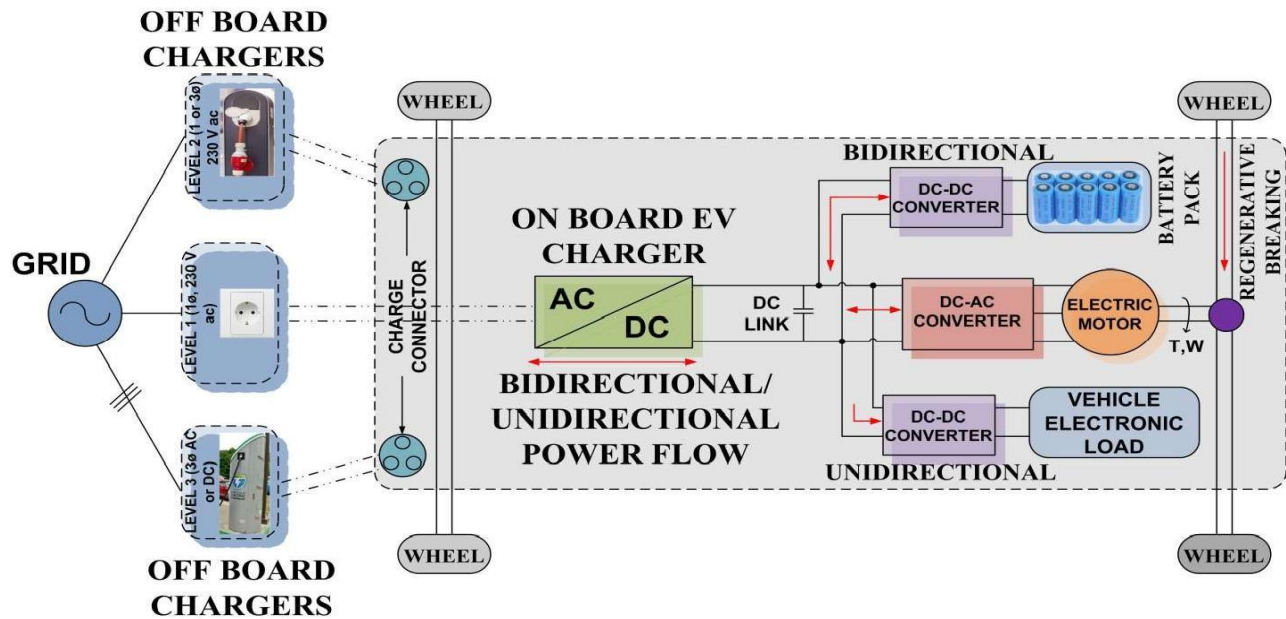 OFF BOARD
CHARGERS
LEVEL 2 (1 or 3ø)
230 V ac
GRID
LEVEL 1 (1ø, 230 V
ac)
LEVEL 3 (3ø AC
or DC)
OFF BOARD
CHARGERS
WHEEL
WHEEL
CHARGE
CONNECTOR
ON BOARD EV
CHARGER
AC
DC
BIDIRECTIONAL/
UNIDIRECTIONAL
POWER FLOW
DC
LINK
BIDIRECTIONAL
DC-DC
CONVERTER
BATTERY
PACK
REGENERATIVE
BREAKING
DC-AC
CONVERTER
ELECTRIC
MOTOR
T,W
DC-DC
CONVERTER
UNIDIRECTIONAL
VEHICLE
ELECTRONIC
LOAD
WHEEL
WHEEL